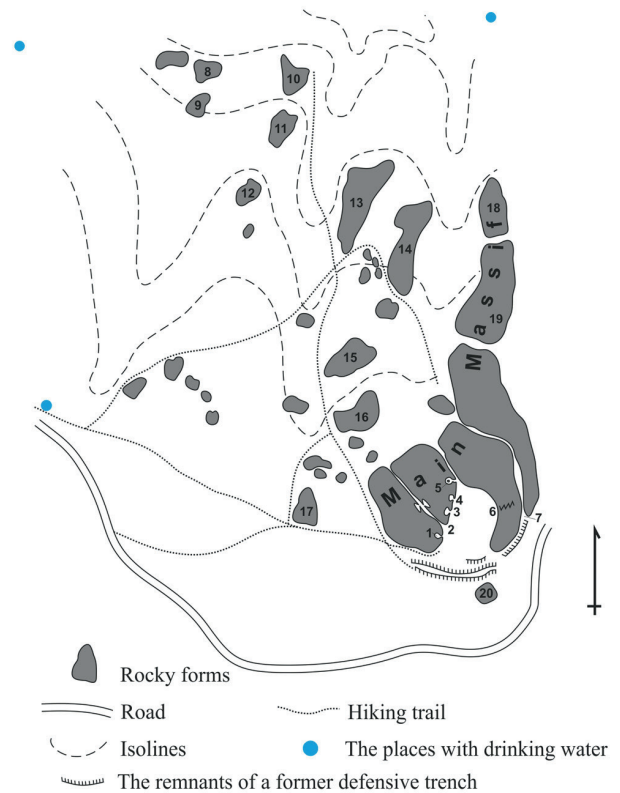 8
10
9
11
12
13
18
14
19
Massif
15
16
Main
5
4
3
6
17
1
2
7
20
Rocky forms
Road
Hiking trail
Isolines
The places with drinking water
The remnants of a former defensive trench